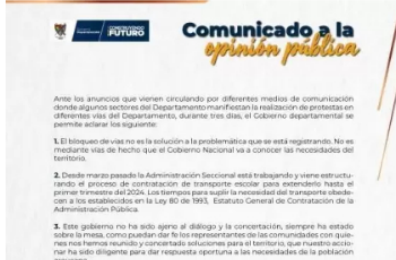 CONSTRUYENDO
FUTURO
Comunicado a la
opinión pública
Ante los anuncios que vienen circulando por diferentes medios de comunicación
donde algunos sectores del Departamento manifiestan la realización de protestas en
diferentes vías del Departamento, durante tres días, el Gobierno departamental se
permite aclarar los siguiente:
1. El bloqueo de vías no es la solución a la problemática que se está registrando. No es
mediante vías de hecho que el Gobierno Nacional va a conocer las necesidades del
territorio.
2. Desde marzo pasado la Administración Seccional está trabajando y viene estructu-
rando el proceso de contratación de transporte escolar para extenderlo hasta el
primer trimestre del 2024. Los tiempos para suplir la necesidad del transporte obede-
cen a los establecidos en la Ley 80 de 1993, Estatuto General de Contratación de la
Administración Pública.
3. Este gobierno no ha sido ajeno al diálogo y la concertación, siempre ha estado
sobre la mesa, como puedan dar fe los representantes de las comunidades con quie-
nes nos hemos reunido y concertado soluciones para el territorio, que nuestro accio-
nar ha sido diligente para dar respuesta oportuna a las necesidades de la población